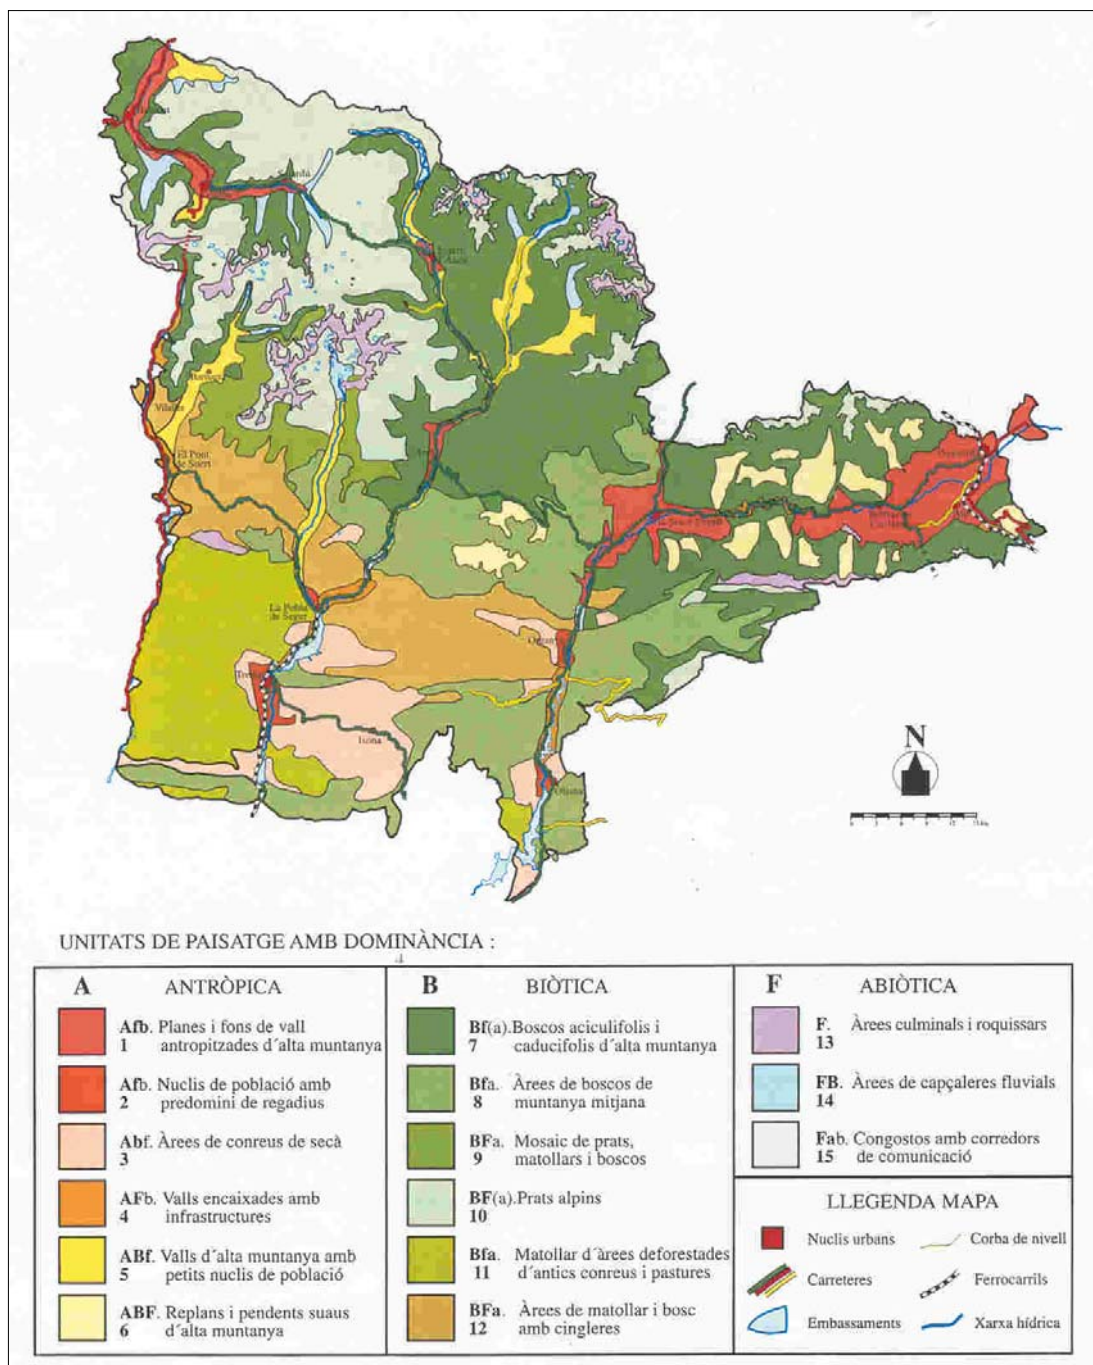 Vilaller
El Pont
de Suert
La Pobla
de Segur
Isona
Oliana
N
UNITATS DE PAISATGE AMB DOMINÀNCIA :
A ANTRÒPICA
Afb. Planes i fons de vall
1 antropitzades d´alta muntanya
Afb. Nuclis de població amb
2 predomini de regadius
Abf. Àrees de conreus de secà
3
AFb. Valls encaixades amb
4 infrastructures
ABf. Valls d´alta muntanya amb
5 petits nuclis de població
ABF. Replans i pendents suaus
6 d´alta muntanya
B BIÒTICA
Bf(a). Boscos aciculifolis i
7 caducifolis d´alta muntanya
Bfa. Àrees de boscos de
8 muntanya mitjana
BFa. Mosaic de prats,
9 matollars i boscos
BF(a). Prats alpins
10
Bfa. Matollar d´àrees deforestades
11 d´antics conreus i pastures
BFa. Àrees de matollar i bosc
12 amb cingleres
F ABIÒTICA
F. Àrees culminals i roquissars
13
FB. Àrees de capçaleres fluvials
14
Fab. Congostos amb corredors
15 de comunicació
LLEGENDA MAPA
Nuclis urbans
Corba de nivell
Carreteres
Ferrocarrils
Embassaments
Xarxa hídrica